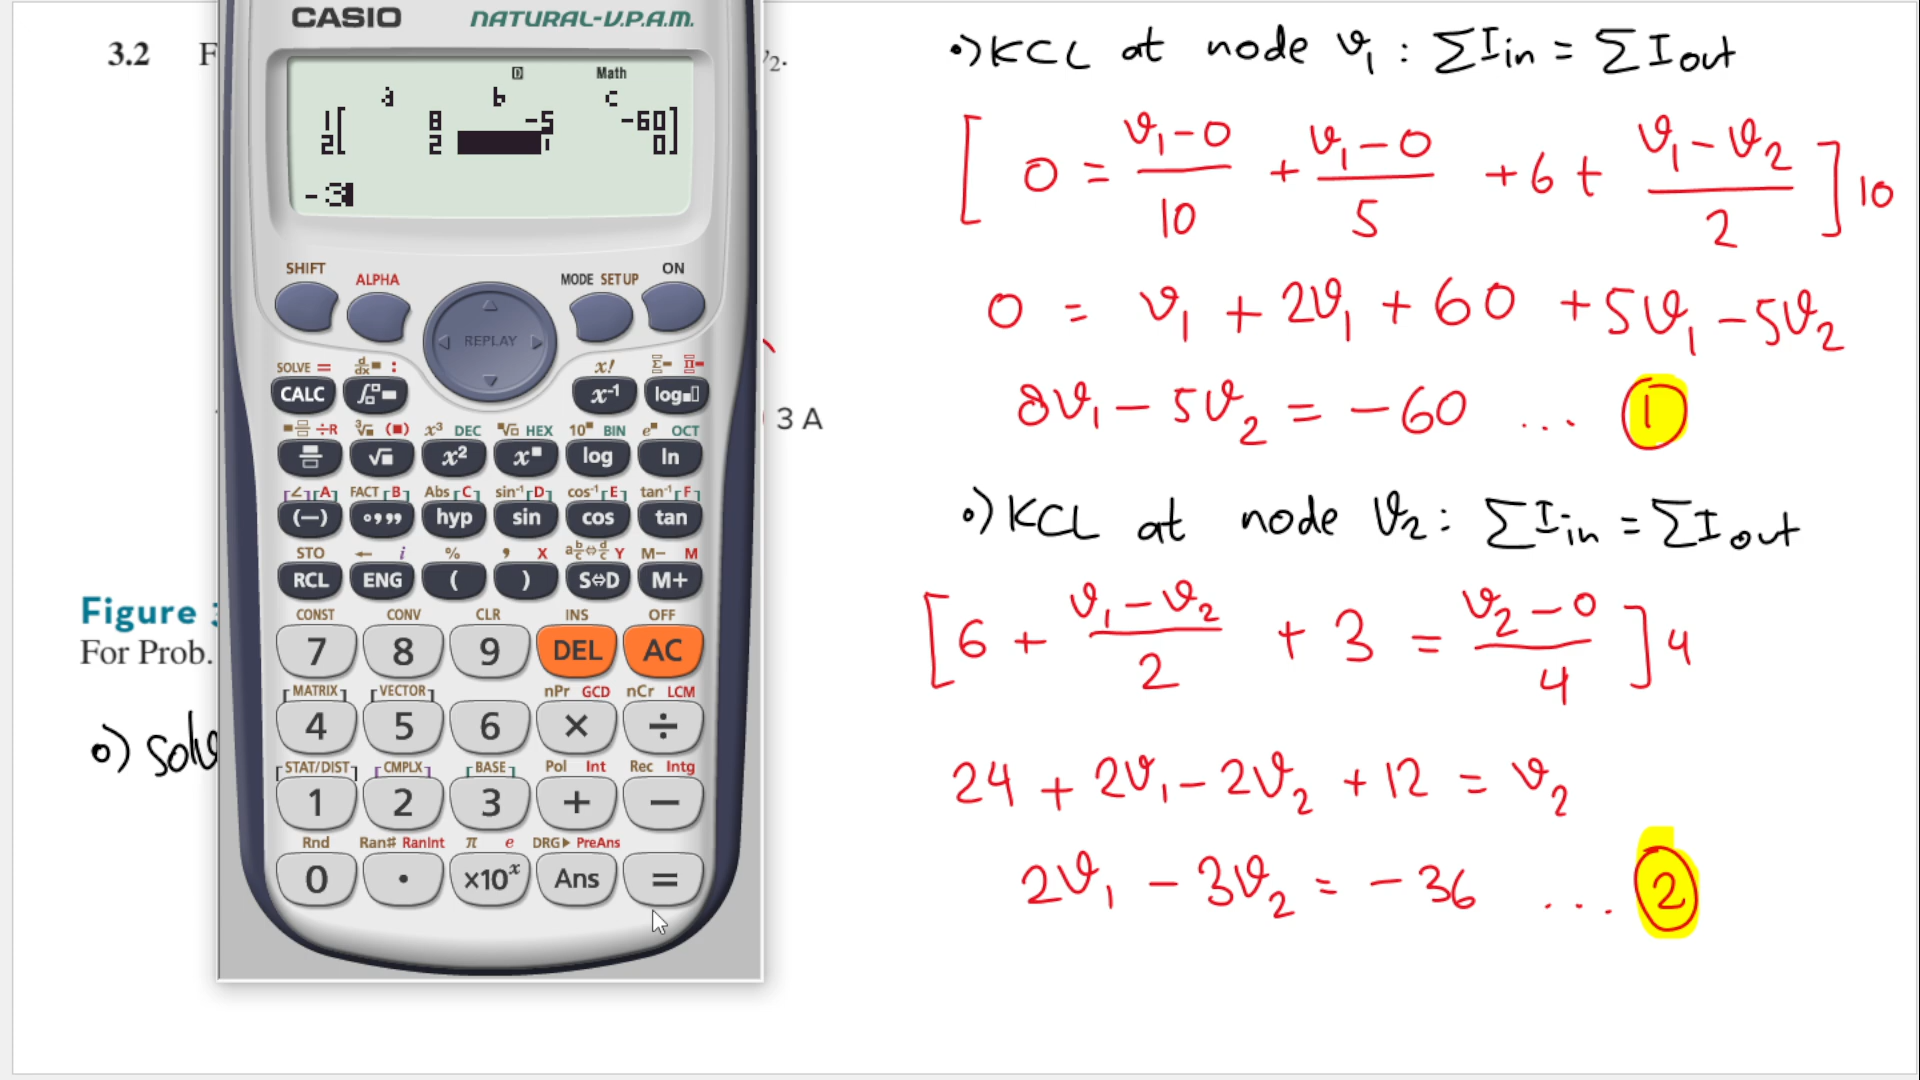 3.2 F
v2.
3 A
Figure 3
For Prob.
o) solve
CASIO NATURAL-V.P.A.M.
D Math
a b c
1[ 8 -5 -60]
2[ 2 1 0]
-3
SHIFT ALPHA MODE SETUP ON
REPLAY
SOLVE = d/dx :
x! Σ- Π-
CALC ∫ x⁻¹ log
÷R ³√ x³ DEC √ HEX 10 BIN e OCT
√ x² x log ln
∠ A FACT B Abs C sin⁻¹ D cos⁻¹ E tan⁻¹ F
(−) °,,, hyp sin cos tan
STO ← i % , X a b/c⇔d/c Y M− M
RCL ENG ( ) S⇔D M+
CONST CONV CLR INS OFF
7 8 9 DEL AC
MATRIX VECTOR nPr GCD nCr LCM
4 5 6 × ÷
STAT/DIST CMPLX BASE Pol Int Rec Intg
1 2 3 + −
Rnd Ran# RanInt π e DRG▶ PreAns
0 . ×10ˣ Ans =
•) KCL at node v1 : ΣIin = ΣIout
[ 0 = (v1-0)/10 + (v1-0)/5 + 6 + (v1-v2)/2 ] 10
0 = v1 + 2v1 + 60 + 5v1 - 5v2
8v1 - 5v2 = -60 ... 1
•) KCL at node v2 : ΣIin = ΣIout
[ 6 + (v1-v2)/2 + 3 = (v2-0)/4 ] 4
24 + 2v1 - 2v2 + 12 = v2
2v1 - 3v2 = -36 ... 2